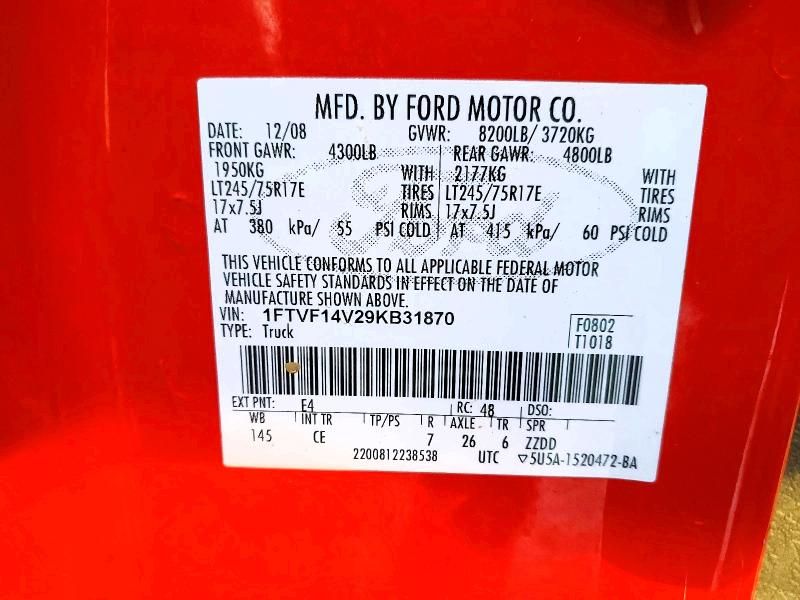 MFD. BY FORD MOTOR CO.
DATE: 12/08 GVWR: 8200LB/ 3720KG
FRONT GAWR: 4300LB REAR GAWR: 4800LB
1950KG WITH 2177KG WITH
LT245/75R17E TIRES LT245/75R17E TIRES
17x7.5J RIMS 17x7.5J RIMS
AT 380 kPa/ 55 PSI COLD AT 415 kPa/ 60 PSI COLD
Ford
THIS VEHICLE CONFORMS TO ALL APPLICABLE FEDERAL MOTOR
VEHICLE SAFETY STANDARDS IN EFFECT ON THE DATE OF
MANUFACTURE SHOWN ABOVE.
VIN: 1FTVF14V29KB31870 F0802
TYPE: Truck T1018
EXT PNT: E4 RC: 48 DSO:
WB INT TR TP/PS R AXLE TR SPR
145 CE 7 26 6 ZZDD
2200812238538 UTC ▽5U5A-1520472-BA